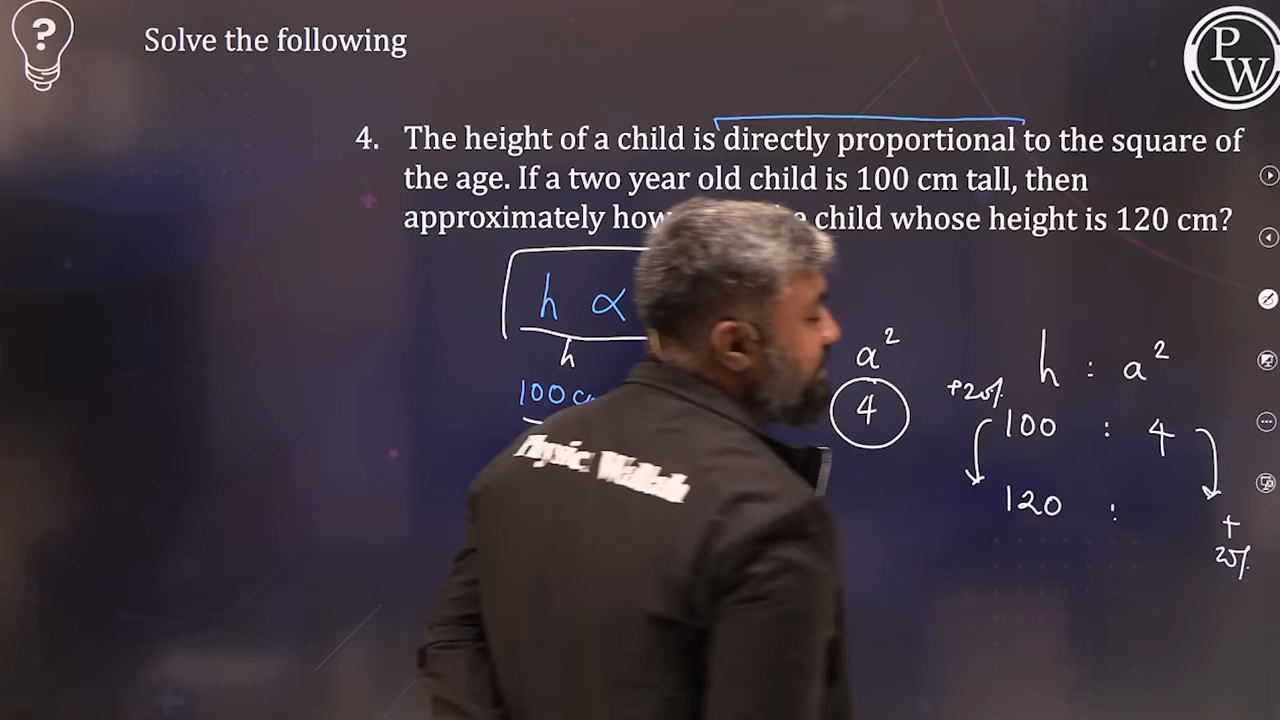 Solve the following
PW
4. The height of a child is directly proportional to the square of
the age. If a two year old child is 100 cm tall, then
approximately how child whose height is 120 cm?
h ∝
h
a²
h : a²
100 c
4
+20%
100 : 4
120 :
+
20%
Physic Wallah